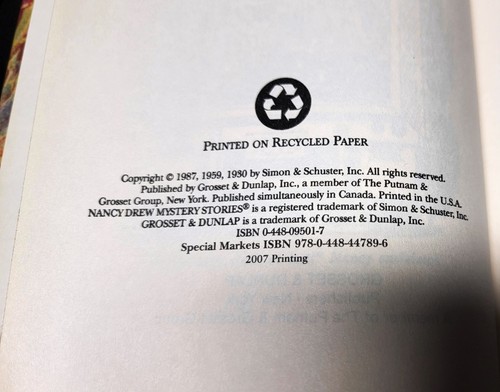 PRINTED ON RECYCLED PAPER
Copyright © 1987, 1959, 1930 by Simon & Schuster, Inc. All rights reserved.
Published by Grosset & Dunlap, Inc., a member of The Putnam &
Grosset Group, New York. Published simultaneously in Canada. Printed in the U.S.A.
NANCY DREW MYSTERY STORIES® is a registered trademark of Simon & Schuster, Inc.
GROSSET & DUNLAP is a trademark of Grosset & Dunlap, Inc.
ISBN 0-448-09501-7
Special Markets ISBN 978-0-448-44789-6
2007 Printing